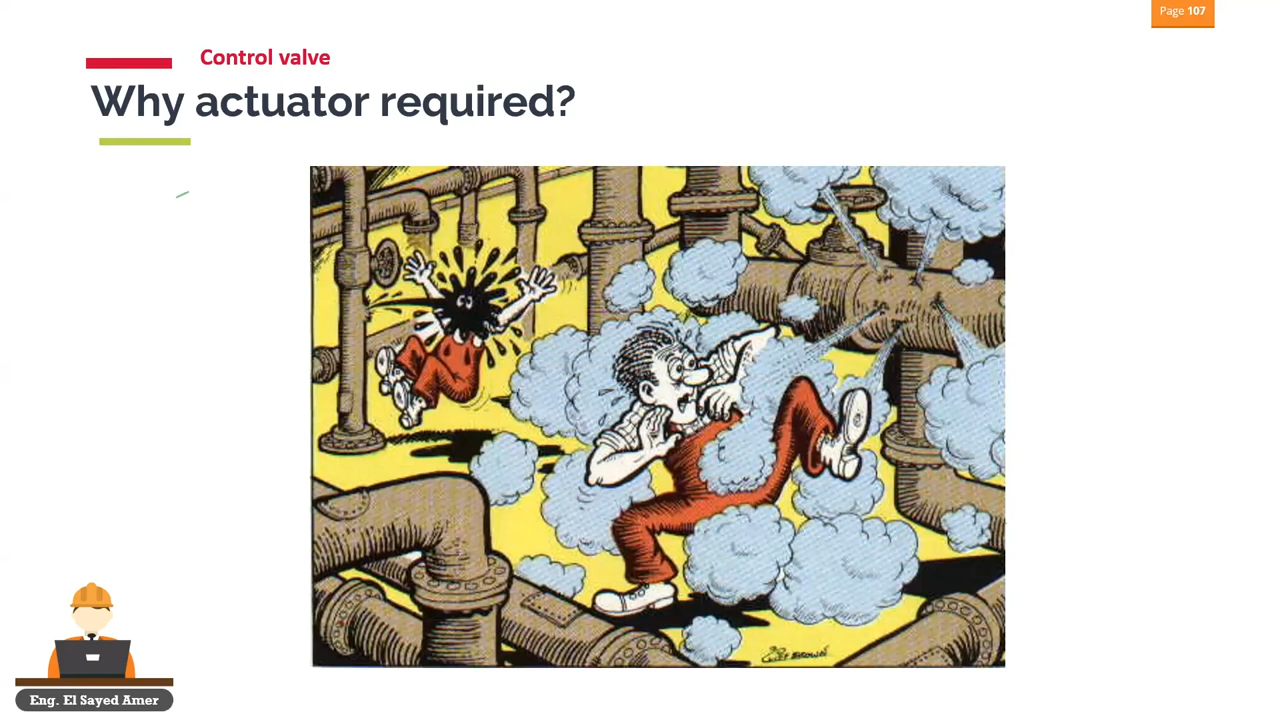 Page 107
Control valve
Why actuator required?
Eng. El Sayed Amer